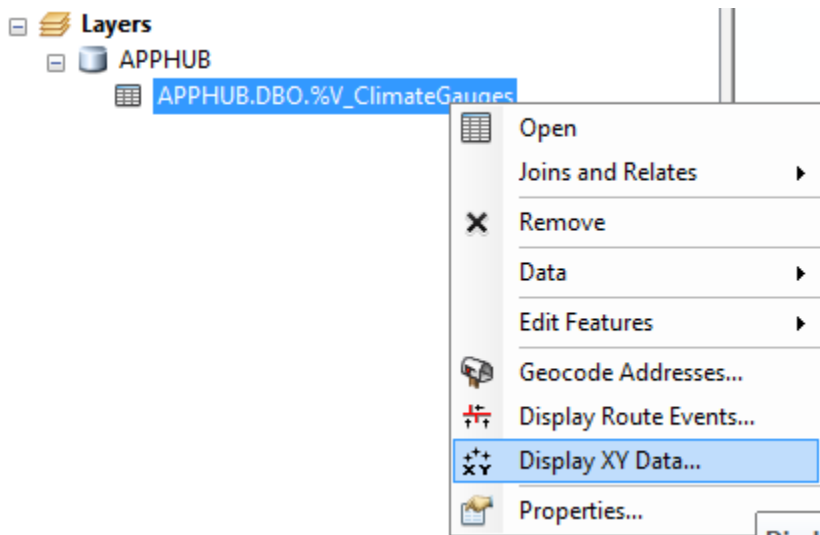 Layers
APPHUB
APPHUB.DBO.%V_ClimateGauges
Open
Joins and Relates
Remove
Data
Edit Features
Geocode Addresses...
Display Route Events...
XY Display XY Data...
Properties...